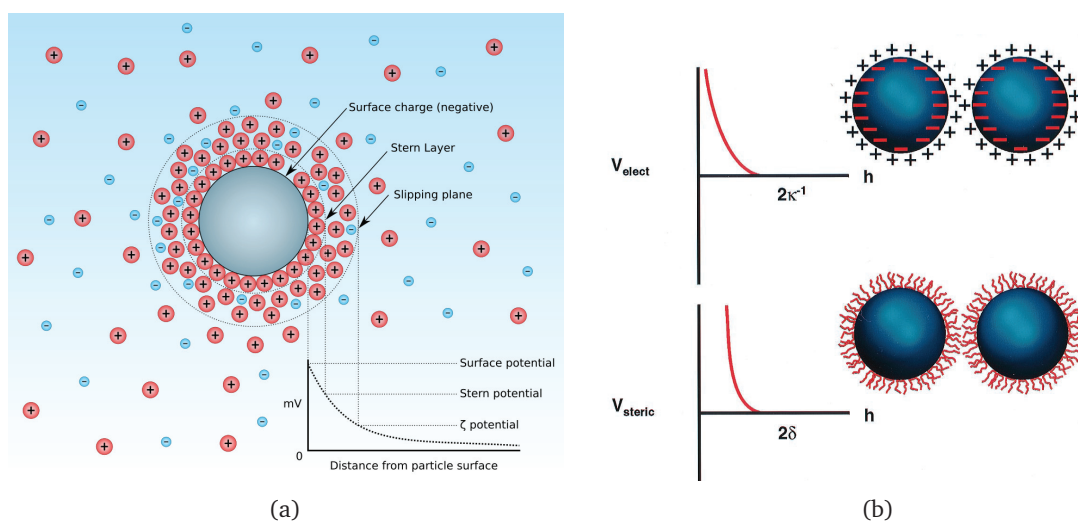 Surface charge (negative)
Stern Layer
Slipping plane
Surface potential
Stern potential
mV
ζ potential
0
Distance from particle surface
(a)
V_elect
h
2κ⁻¹
V_steric
h
2δ
(b)